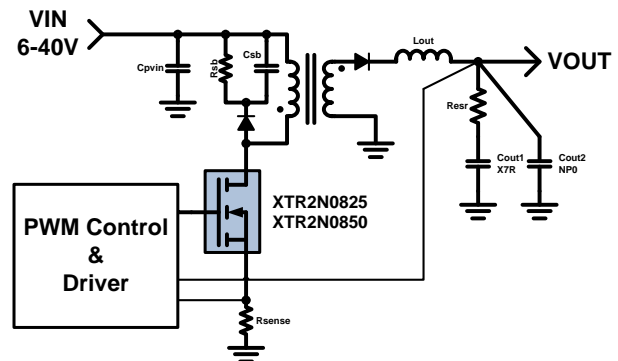 VIN
6-40V
Cpvin
Rsb
Csb
Lout
VOUT
Resr
Cout1
X7R
Cout2
NP0
XTR2N0825
XTR2N0850
PWM Control
&
Driver
Rsense